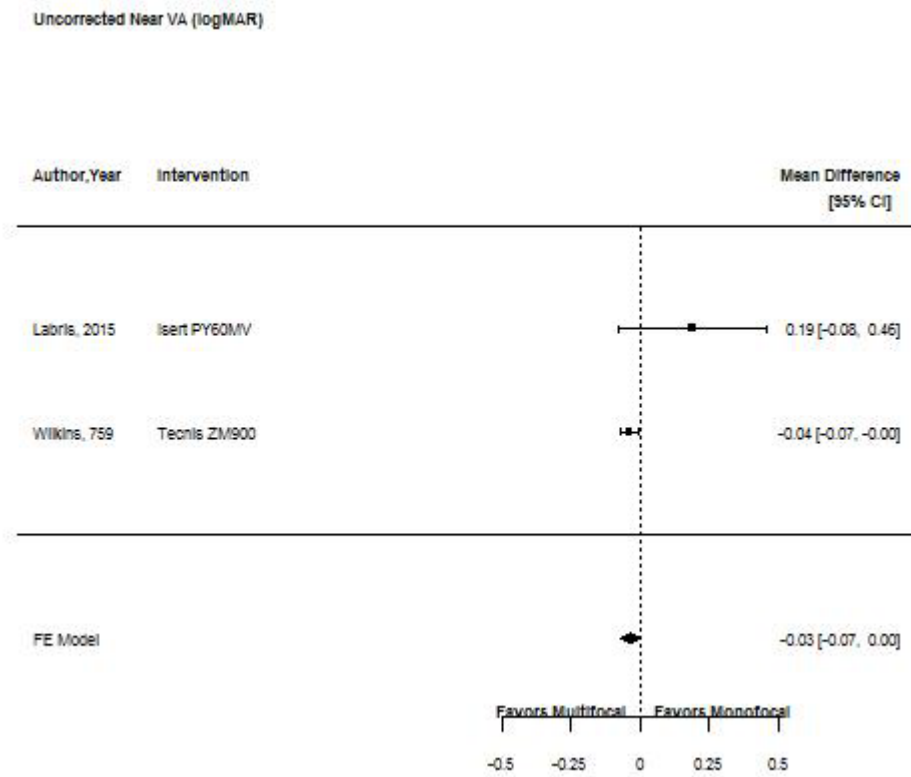 Uncorrected Near VA (logMAR)
Author,Year Intervention Mean Difference
[95% CI]
Labris, 2015 Isert PY60MV 0.19 [-0.08, 0.46]
Wilkins, 759 Tecnis ZM900 -0.04 [-0.07, -0.00]
FE Model -0.03 [-0.07, 0.00]
Favors Multifocal Favors Monofocal
-0.5 -0.25 0 0.25 0.5